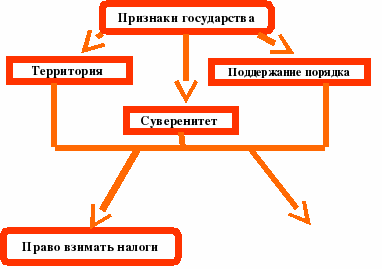 Признаки государства
Территория
Поддержание порядка
Суверенитет
Право взимать налоги